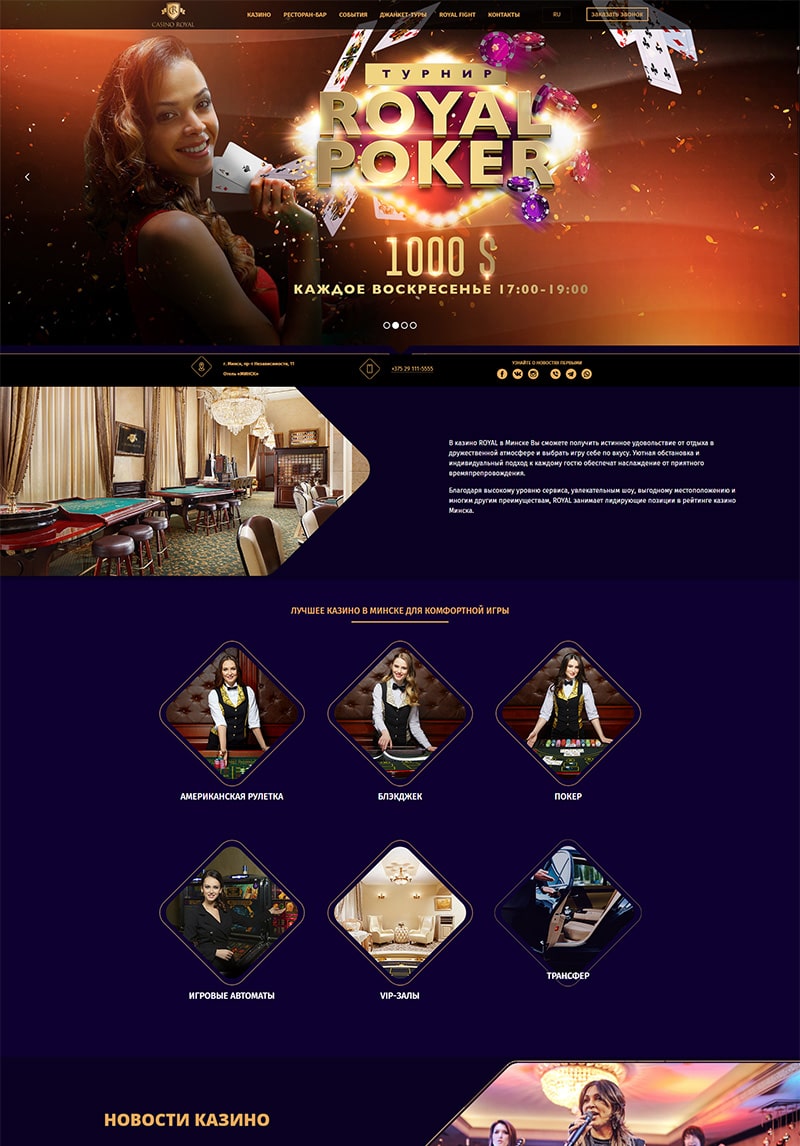 CASINO ROYAL
КАЗИНО
РЕСТОРАН-БАР
СОБЫТИЯ
ДЖАНКЕТ-ТУРЫ
ROYAL FIGHT
КОНТАКТЫ
RU
ЗАКАЗАТЬ ЗВОНОК
ТУРНИР
ROYAL
POKER
1000 $
КАЖДОЕ ВОСКРЕСЕНЬЕ 17:00-19:00
г. Минск, пр-т Независимости, 11
Отель «МИНСК»
+375 29 111-5555
УЗНАЙТЕ О НОВОСТЯХ ПЕРВЫМИ
В казино ROYAL в Минске Вы сможете получить истинное удовольствие от отдыха в
дружественной атмосфере и выбрать игру себе по вкусу. Уютная обстановка и
индивидуальный подход к каждому гостю обеспечат наслаждение от приятного
времяпрепровождения.
Благодаря высокому уровню сервиса, увлекательным шоу, выгодному местоположению и
многим другим преимуществам, ROYAL занимает лидирующие позиции в рейтинге казино
Минска.
ЛУЧШЕЕ КАЗИНО В МИНСКЕ ДЛЯ КОМФОРТНОЙ ИГРЫ
АМЕРИКАНСКАЯ РУЛЕТКА
БЛЭКДЖЕК
ПОКЕР
ИГРОВЫЕ АВТОМАТЫ
VIP-ЗАЛЫ
ТРАНСФЕР
НОВОСТИ КАЗИНО